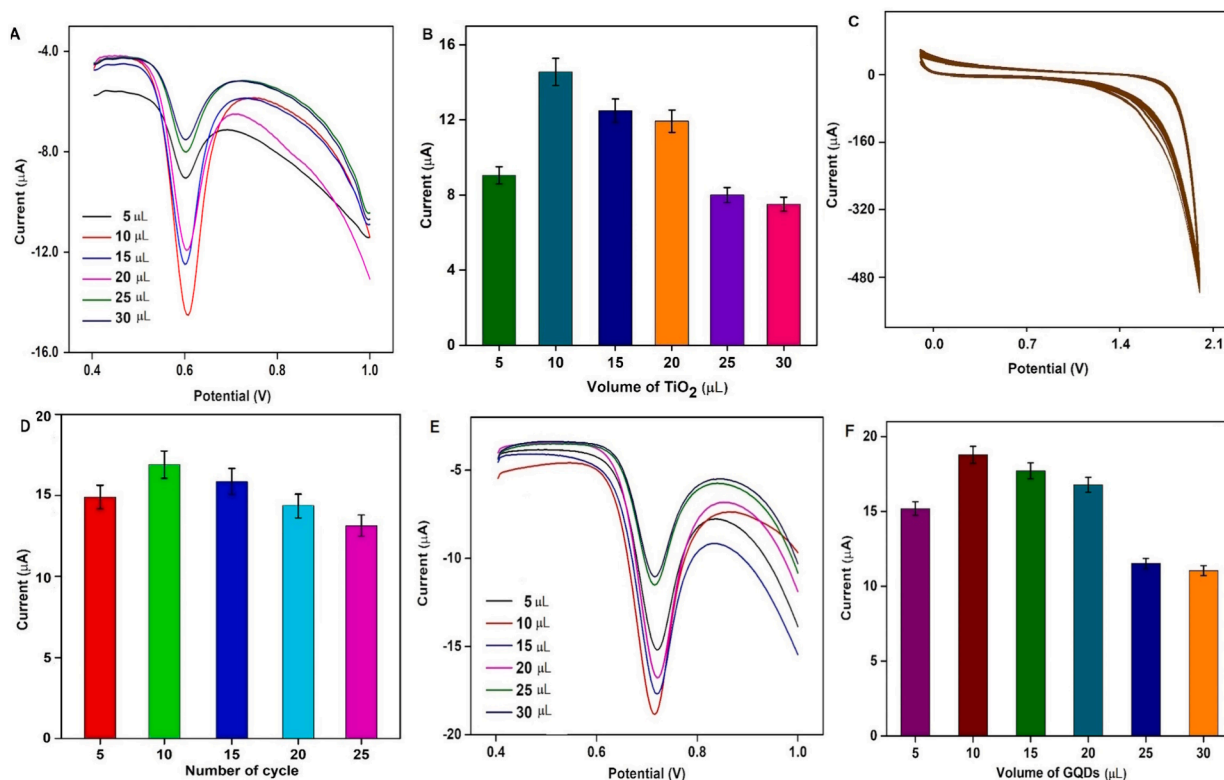 A
-4.0
-8.0
-12.0
-16.0
Current (μA)
5 μL
10 μL
15 μL
20 μL
25 μL
30 μL
0.4 0.6 0.8 1.0
Potential (V)
B
16
12
8
4
0
Current (μA)
5 10 15 20 25 30
Volume of TiO2 (μL)
C
0
-160
-320
-480
Current (μA)
0.0 0.7 1.4 2.1
Potential (V)
D
20
15
10
5
0
Current (μA)
5 10 15 20 25
Number of cycle
E
-5
-10
-15
-20
Current (μA)
5 μL
10 μL
15 μL
20 μL
25 μL
30 μL
0.4 0.6 0.8 1.0
Potential (V)
F
20
15
10
5
0
Current (μA)
5 10 15 20 25 30
Volume of GQDs (μL)